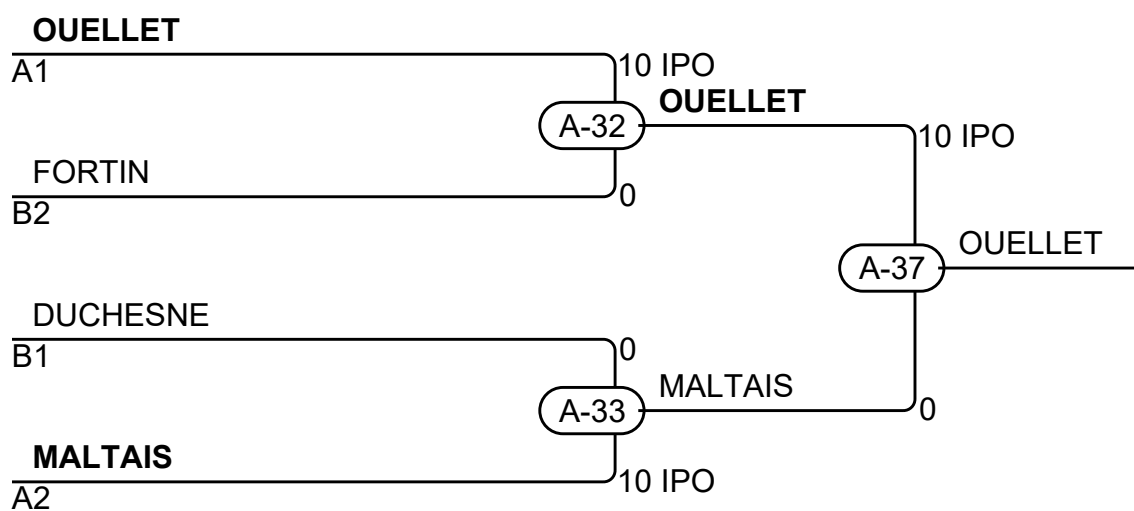 OUELLET
A1
10 IPO
OUELLET
A-32
10 IPO
FORTIN
B2
0
OUELLET
A-37
DUCHESNE
B1
0
MALTAIS
A-33
0
MALTAIS
A2
10 IPO